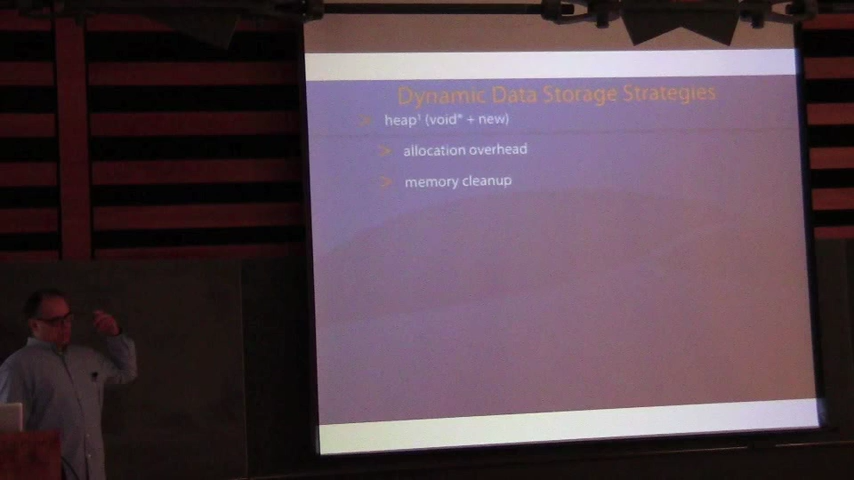 Dynamic Data Storage Strategies
> heap¹ (void* + new)
> allocation overhead
> memory cleanup